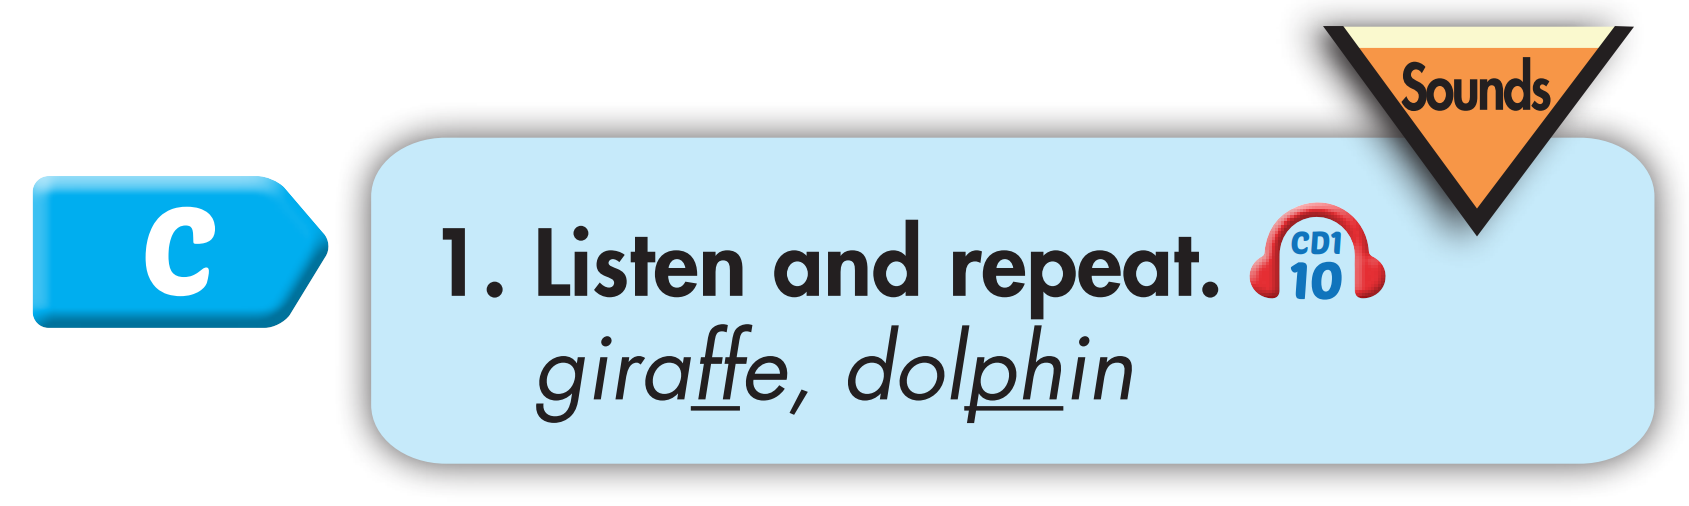 Sounds
C
1. Listen and repeat.
CD1
10
giraffe, dolphin